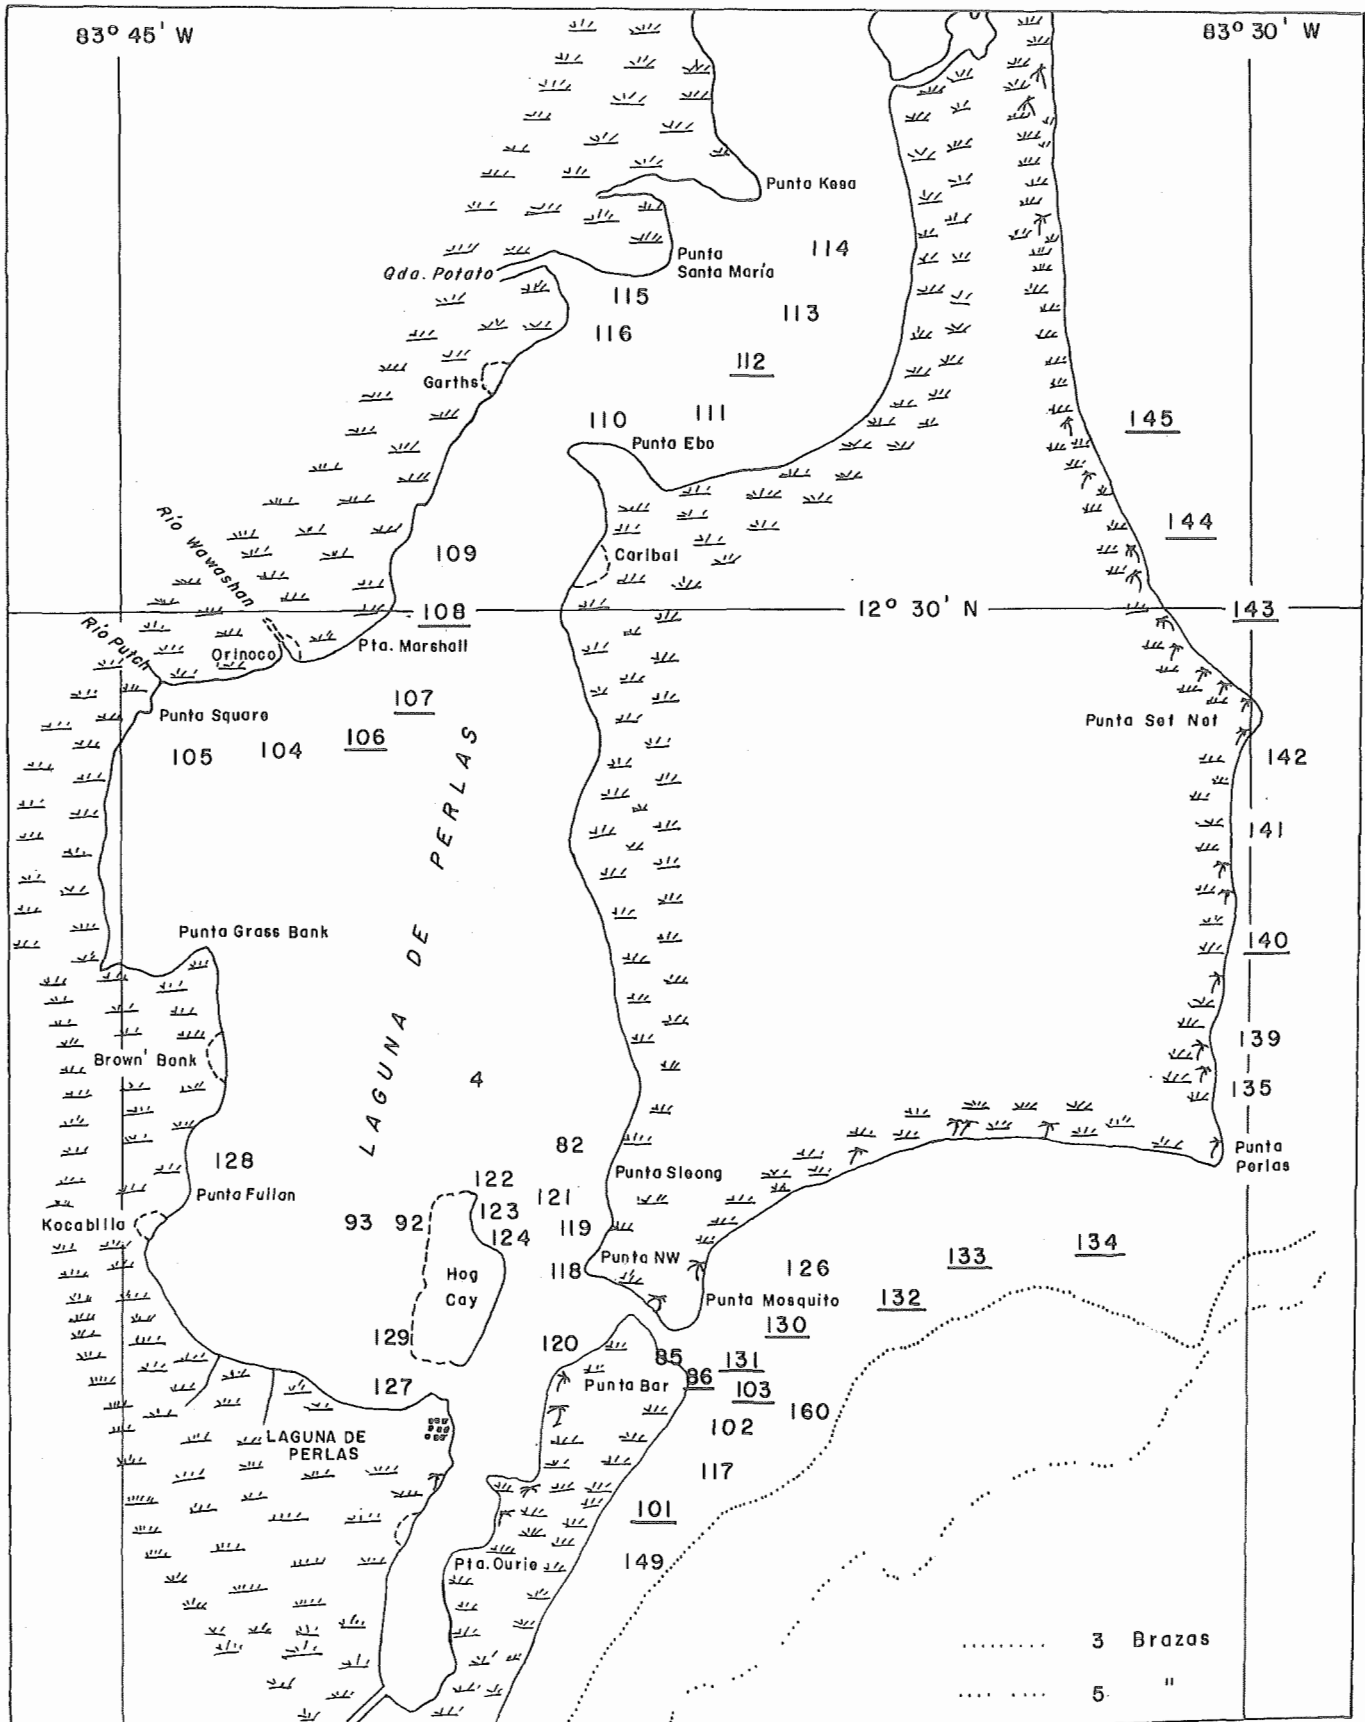 83° 45' W
83° 30' W
Punta Kesa
114
Punta
Santa María
Qda. Potato
115
113
116
112
Garths
111
110
Punta Ebo
145
Río Wawashan
144
109
Caribal
108
12° 30' N
143
Río Patch
Orinoco
Pta. Marshall
107
Punta Square
Punta Set Net
106
104
105
142
LAGUNA DE PERLAS
141
Punta Grass Bank
140
139
Brown' Bank
4
135
82
128
Punta Sleong
Punta Perlas
122
Punta Fulian
121
123
93
92
119
Kocabilla
124
134
133
Punta NW
126
118
Hog
Cay
132
Punta Mosquito
130
129
120
85
131
86
Punta Bar
127
103
160
102
LAGUNA DE
PERLAS
117
101
149
Pta. Ourie
3 Brazas
5 "